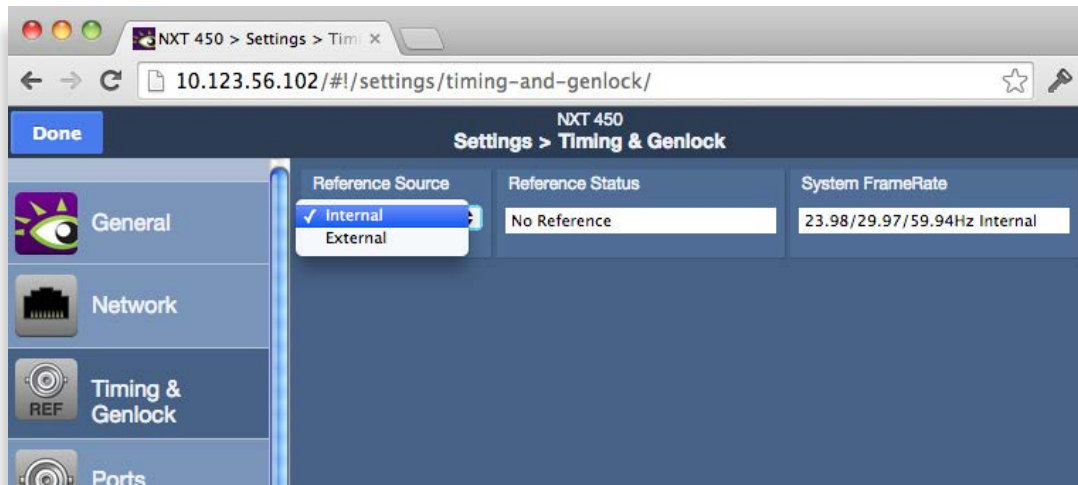 NXT 450 > Settings > Tim
10.123.56.102/#!/settings/timing-and-genlock/
Done
NXT 450
Settings > Timing & Genlock
General
Network
REF
Timing &
Genlock
Ports
Reference Source
✓ Internal
External
Reference Status
No Reference
System FrameRate
23.98/29.97/59.94Hz Internal